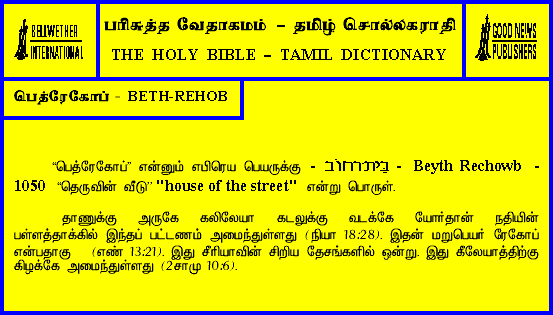 BELLWETHER
INTERNATIONAL
பரிசுத்த வேதாகமம் – தமிழ் சொல்லகராதி
THE HOLY BIBLE – TAMIL DICTIONARY
GOOD NEWS
PUBLISHERS
பெத்ரேகோப் - BETH-REHOB
“பெத்ரேகோப்” என்னும் எபிரெய பெயருக்கு - בֵּיתרחוֹב - Beyth Rechowb -
1050 “தெருவின் வீடு” "house of the street" என்று பொருள்.
தாணுக்கு அருகே கலிலேயா கடலுக்கு வடக்கே யோர்தான் நதியின்
பள்ளத்தாக்கில் இந்தப் பட்டணம் அமைந்துள்ளது (நியா 18:28). இதன் மறுபெயர் ரேகோப்
என்பதாகு (எண் 13:21). இது சீரியாவின் சிறிய தேசங்களில் ஒன்று. இது கீலேயாத்திற்கு
கிழக்கே அமைந்துள்ளது (2சாமு 10:6).